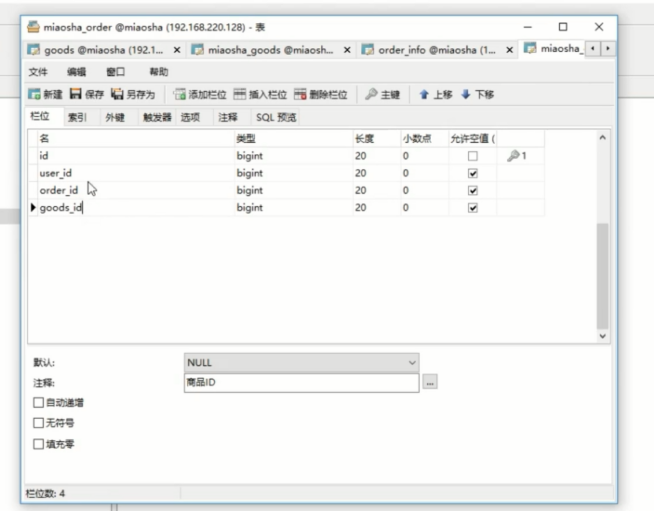 miaosha_order @miaosha (192.168.220.128) - 表
goods @miaosha (192.1... miaosha_goods @miaosh... order_info @miaosha (1... miaosha_
文件 编辑 窗口 帮助
新建 保存 另存为 添加栏位 插入栏位 删除栏位 主键 上移 下移
栏位 索引 外键 触发器 选项 注释 SQL 预览
名 类型 长度 小数点 允许空值 (
id bigint 20 0 1
user_id bigint 20 0
order_id bigint 20 0
goods_id bigint 20 0
默认: NULL
注释: 商品ID ...
自动递增
无符号
填充零
栏位数: 4